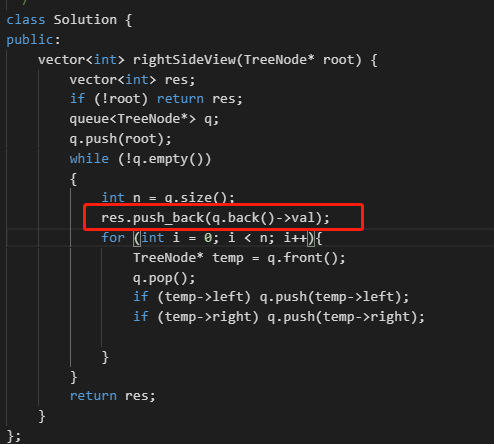 /
class Solution {
public:
    vector<int> rightSideView(TreeNode* root) {
        vector<int> res;
        if (!root) return res;
        queue<TreeNode*> q;
        q.push(root);
        while (!q.empty())
        {
            int n = q.size();
            res.push_back(q.back()->val);
            for (int i = 0; i < n; i++){
                TreeNode* temp = q.front();
                q.pop();
                if (temp->left) q.push(temp->left);
                if (temp->right) q.push(temp->right);
            }
        }
        return res;
    }
};